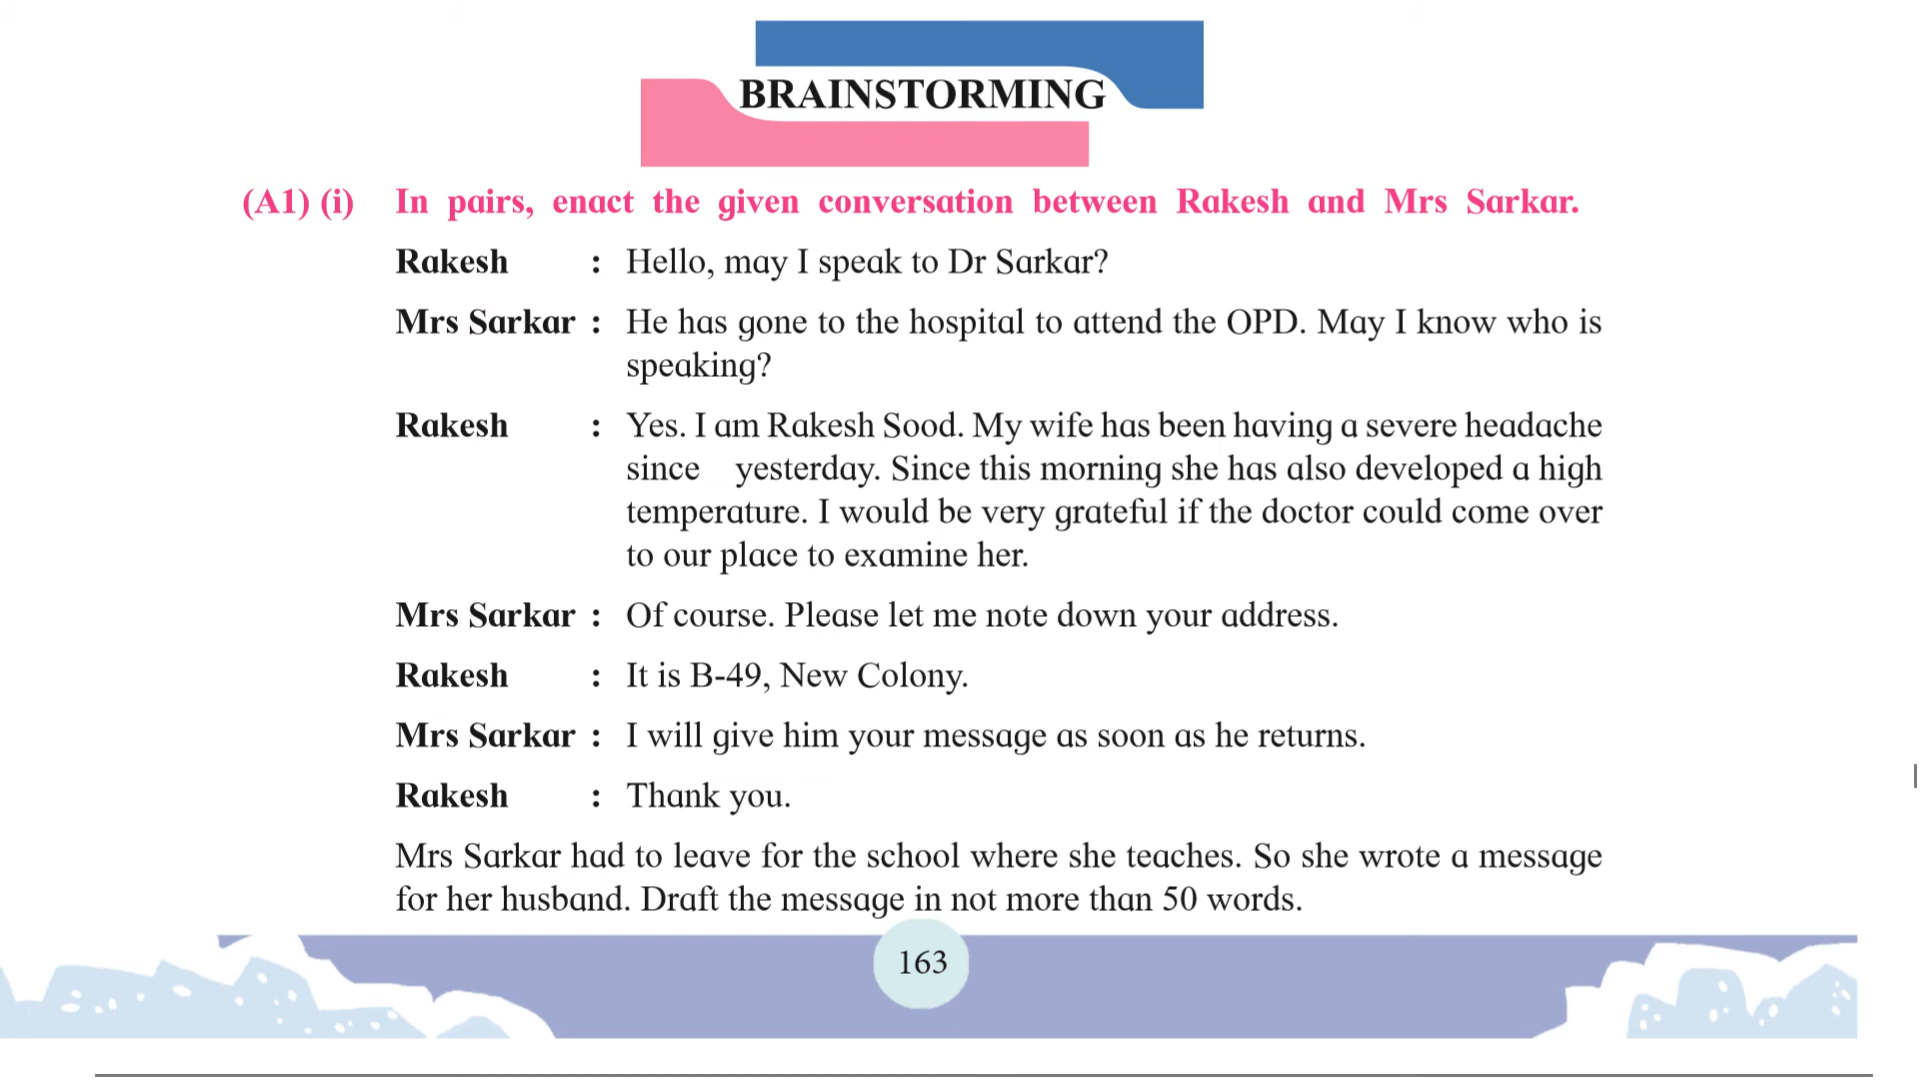 BRAINSTORMING
(A1) (i) In pairs, enact the given conversation between Rakesh and Mrs Sarkar.
Rakesh : Hello, may I speak to Dr Sarkar?
Mrs Sarkar : He has gone to the hospital to attend the OPD. May I know who is
speaking?
Rakesh : Yes. I am Rakesh Sood. My wife has been having a severe headache
since yesterday. Since this morning she has also developed a high
temperature. I would be very grateful if the doctor could come over
to our place to examine her.
Mrs Sarkar : Of course. Please let me note down your address.
Rakesh : It is B-49, New Colony.
Mrs Sarkar : I will give him your message as soon as he returns.
Rakesh : Thank you.
Mrs Sarkar had to leave for the school where she teaches. So she wrote a message
for her husband. Draft the message in not more than 50 words.
163